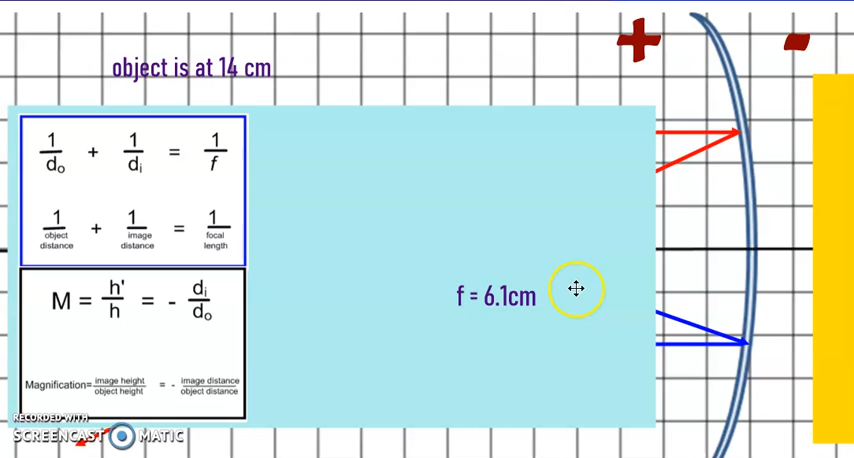 + -
object is at 14 cm
1/dₒ + 1/dᵢ = 1/f
1/object distance + 1/image distance = 1/focal length
M = h'/h = - dᵢ/dₒ
f = 6.1cm
Magnification= image height/object height = - image distance/object distance
RECORDED WITH
SCREENCAST MATIC